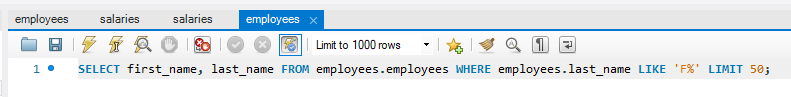 employees salaries salaries employees ×
Limit to 1000 rows
1 SELECT first_name, last_name FROM employees.employees WHERE employees.last_name LIKE 'F%' LIMIT 50;